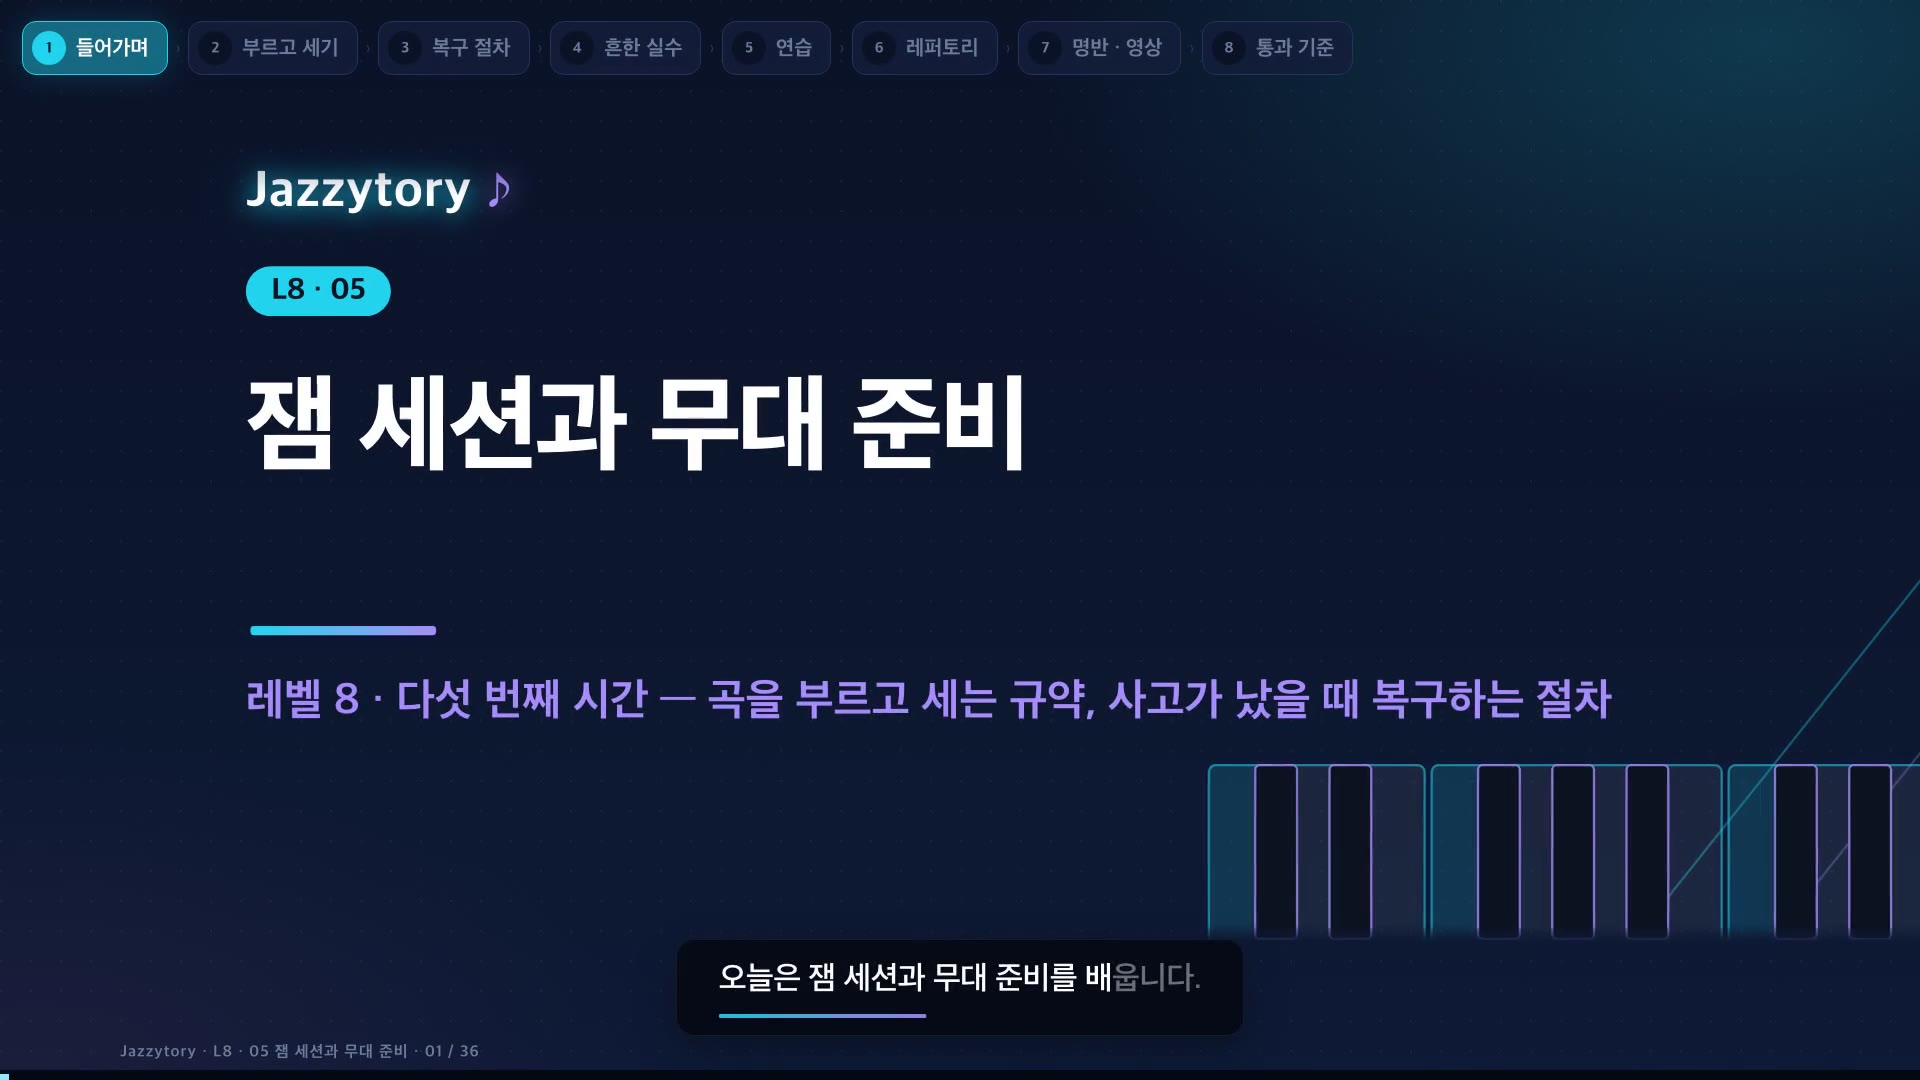 1 들어가며 › 2 부르고 세기 › 3 복구 절차 › 4 흔한 실수 › 5 연습 › 6 레퍼토리 › 7 명반 · 영상 › 8 통과 기준
Jazzytory ♪
L8 · 05
잼 세션과 무대 준비
레벨 8 · 다섯 번째 시간 — 곡을 부르고 세는 규약, 사고가 났을 때 복구하는 절차
오늘은 잼 세션과 무대 준비를 배웁니다.
Jazzytory · L8 · 05 잼 세션과 무대 준비 · 01 / 36